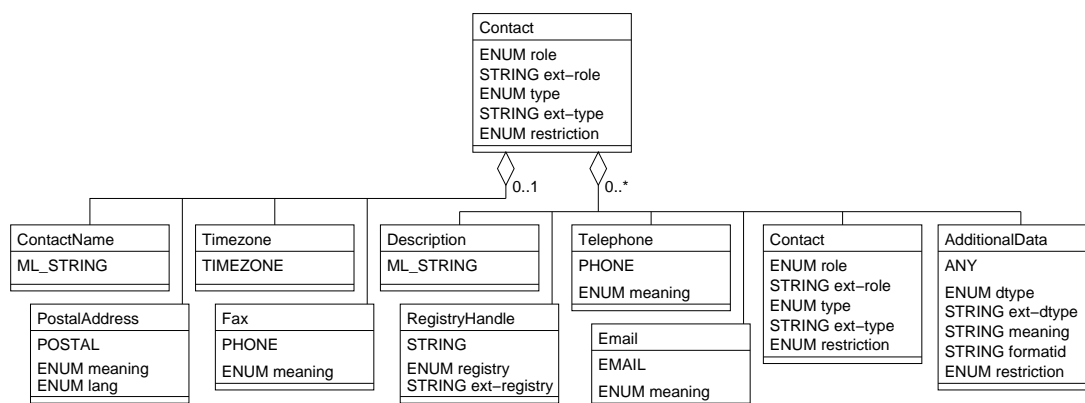 Contact
ENUM role
STRING ext−role
ENUM type
STRING ext−type
ENUM restriction
0..1
0..*
ContactName
ML_STRING
Timezone
TIMEZONE
Description
ML_STRING
Telephone
PHONE
ENUM meaning
Contact
ENUM role
STRING ext−role
ENUM type
STRING ext−type
ENUM restriction
AdditionalData
ANY
ENUM dtype
STRING ext−dtype
STRING meaning
STRING formatid
ENUM restriction
PostalAddress
POSTAL
ENUM meaning
ENUM lang
Fax
PHONE
ENUM meaning
RegistryHandle
STRING
ENUM registry
STRING ext−registry
Email
EMAIL
ENUM meaning